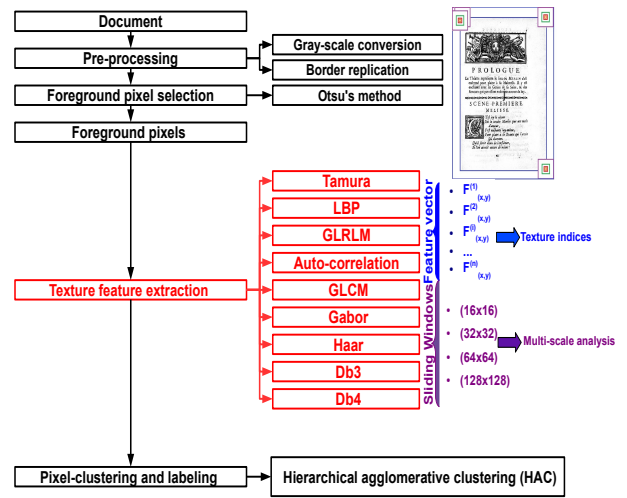 Document
Pre-processing
Gray-scale conversion
Border replication
Foreground pixel selection
Otsu's method
Foreground pixels
PROLOGUE
SCENE PREMIERE
MELISSE
Texture feature extraction
Tamura
LBP
GLRLM
Auto-correlation
GLCM
Gabor
Haar
Db3
Db4
Feature vector
• F(1)(x,y)
• F(2)(x,y)
• F(i)(x,y)
• ...
• F(n)(x,y)
Texture indices
Sliding Windows
• (16x16)
• (32x32)
• (64x64)
• (128x128)
Multi-scale analysis
Pixel-clustering and labeling
Hierarchical agglomerative clustering (HAC)